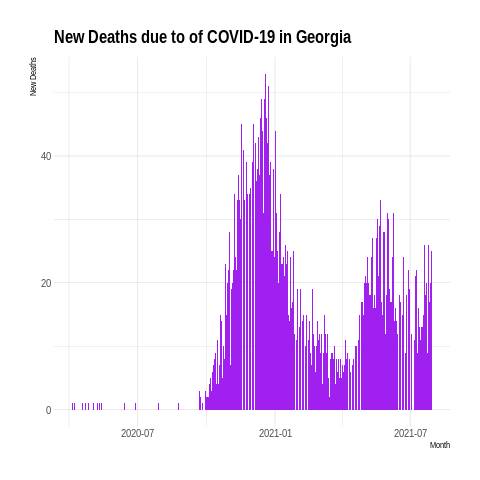 New Deaths due to of COVID-19 in Georgia
New Deaths
40
20
0
2020-07
2021-01
2021-07
Month